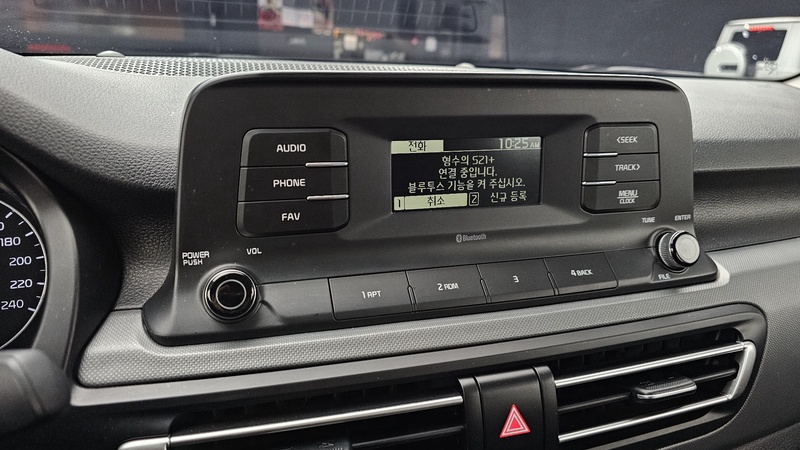 AUDIO
PHONE
FAV
전화 10:25 AM
형수의 S21+
연결 중입니다.
블루투스 기능을 켜 주십시오.
1 취소 2 신규 등록
<SEEK
TRACK>
MENU
CLOCK
Bluetooth
POWER
PUSH
VOL
TUNE
ENTER
FILE
1 RPT
2 RDM
3
4 BACK
180
200
220
240